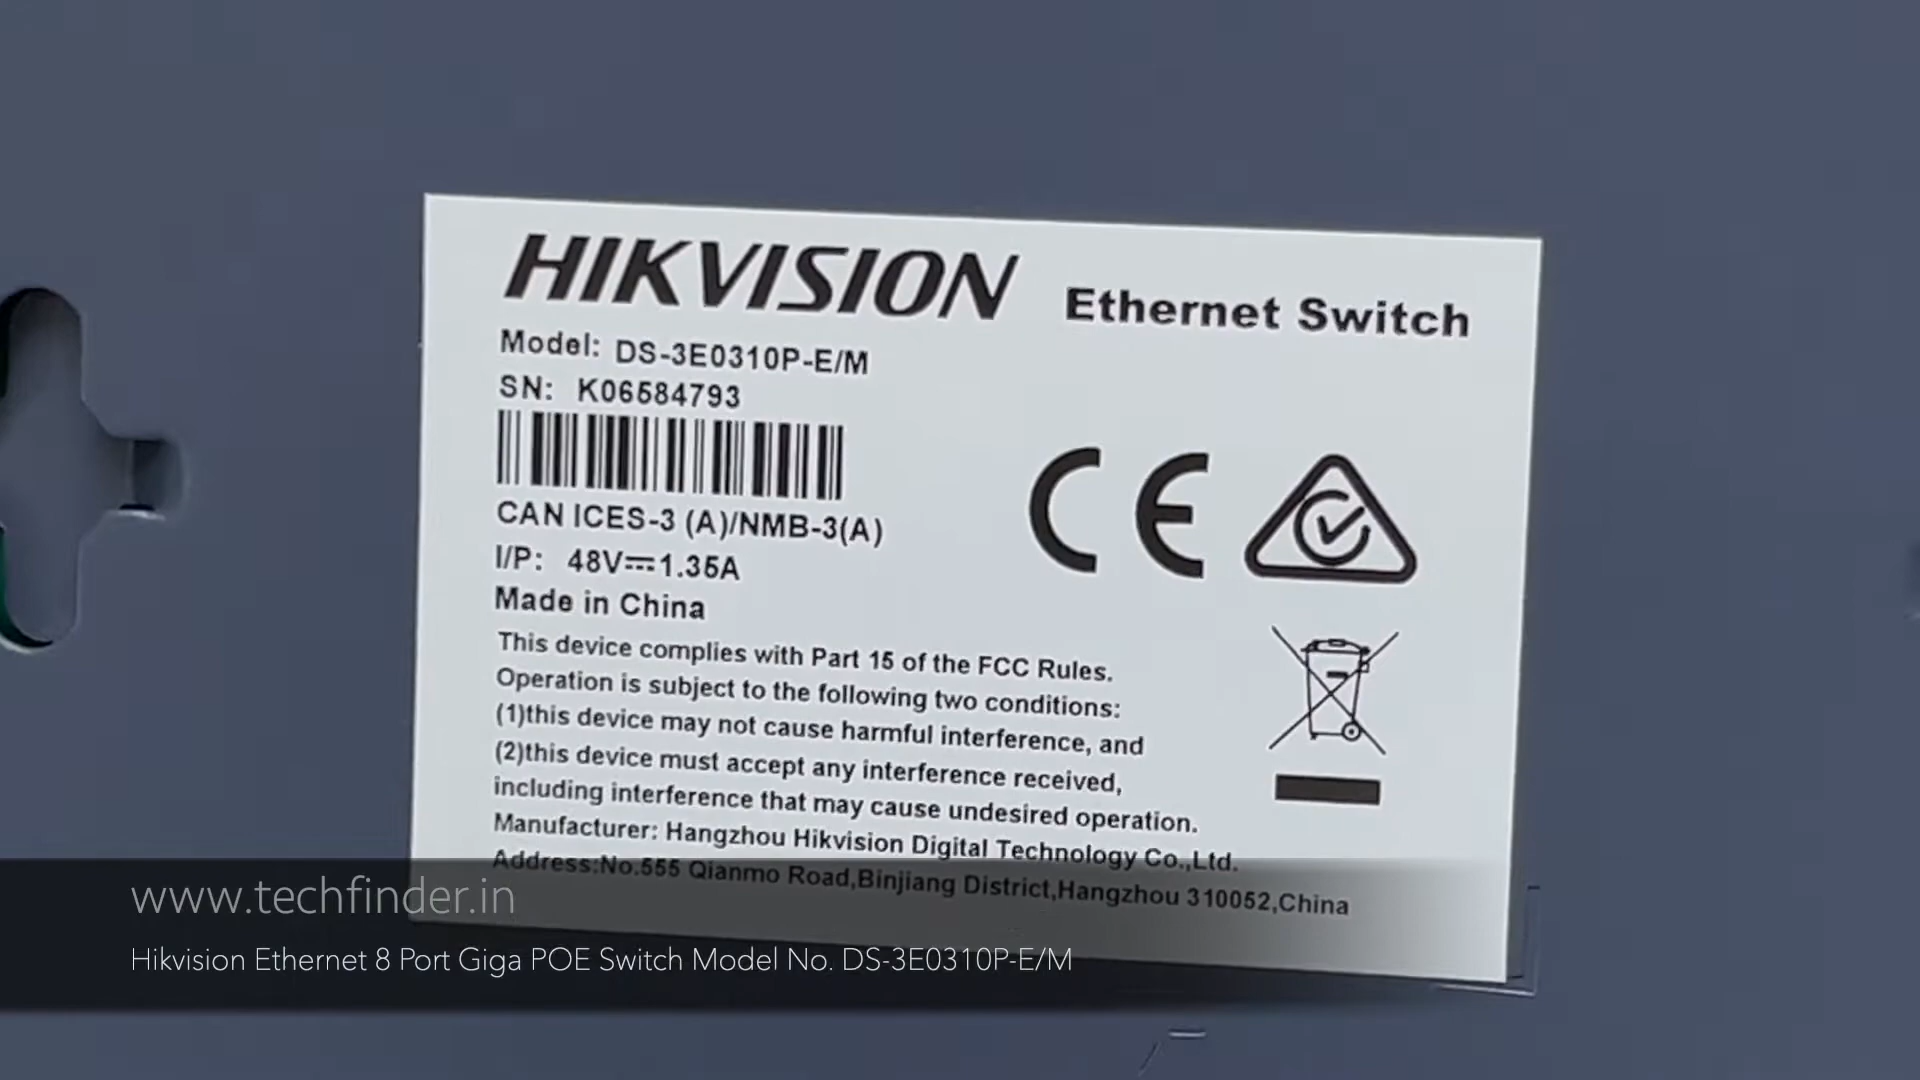 HIKVISION Ethernet Switch
Model: DS-3E0310P-E/M
SN: K06584793
CAN ICES-3 (A)/NMB-3(A)
I/P: 48V⎓1.35A
Made in China
This device complies with Part 15 of the FCC Rules.
Operation is subject to the following two conditions:
(1)this device may not cause harmful interference, and
(2)this device must accept any interference received,
including interference that may cause undesired operation.
Manufacturer: Hangzhou Hikvision Digital Technology Co.,Ltd.
Address:No.555 Qianmo Road,Binjiang District,Hangzhou 310052,China
CE
www.techfinder.in
Hikvision Ethernet 8 Port Giga POE Switch Model No. DS-3E0310P-E/M